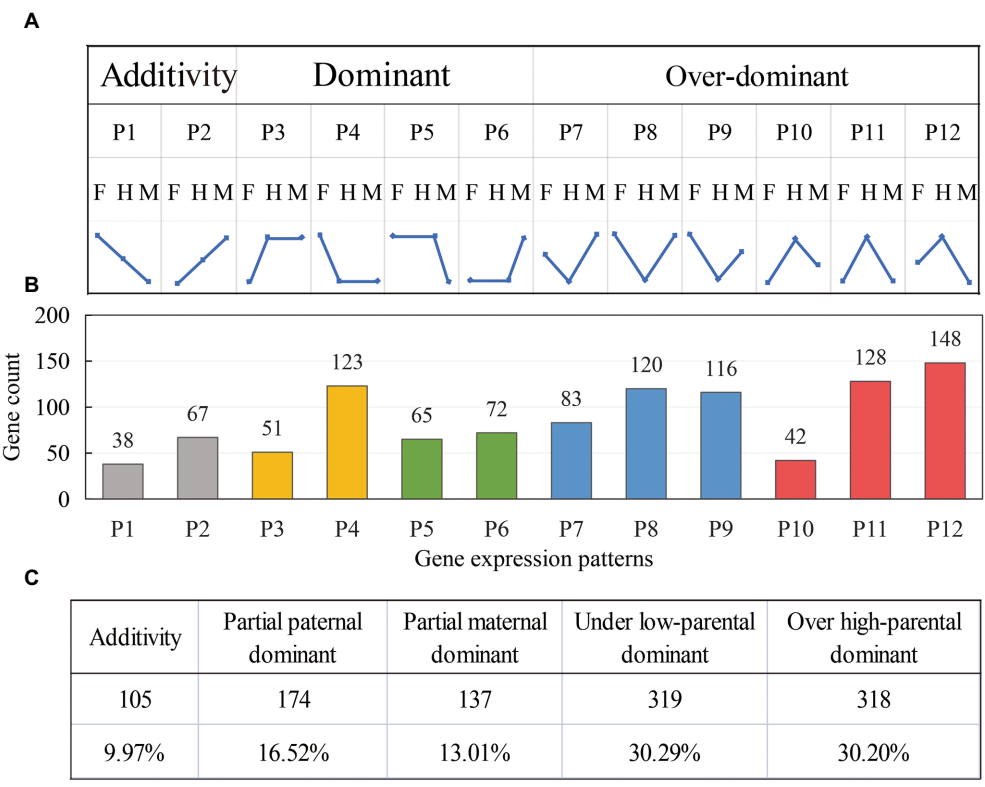 A
Additivity Dominant Over-dominant
P1 P2 P3 P4 P5 P6 P7 P8 P9 P10 P11 P12
F H M F H M F H M F H M F H M F H M F H M F H M F H M F H M F H M F H M
B
200
150
100
50
0
Gene count
38 67 51 123 65 72 83 120 116 42 128 148
P1 P2 P3 P4 P5 P6 P7 P8 P9 P10 P11 P12
Gene expression patterns
C
Additivity
Partial paternal
dominant
Partial maternal
dominant
Under low-parental
dominant
Over high-parental
dominant
105 174 137 319 318
9.97% 16.52% 13.01% 30.29% 30.20%